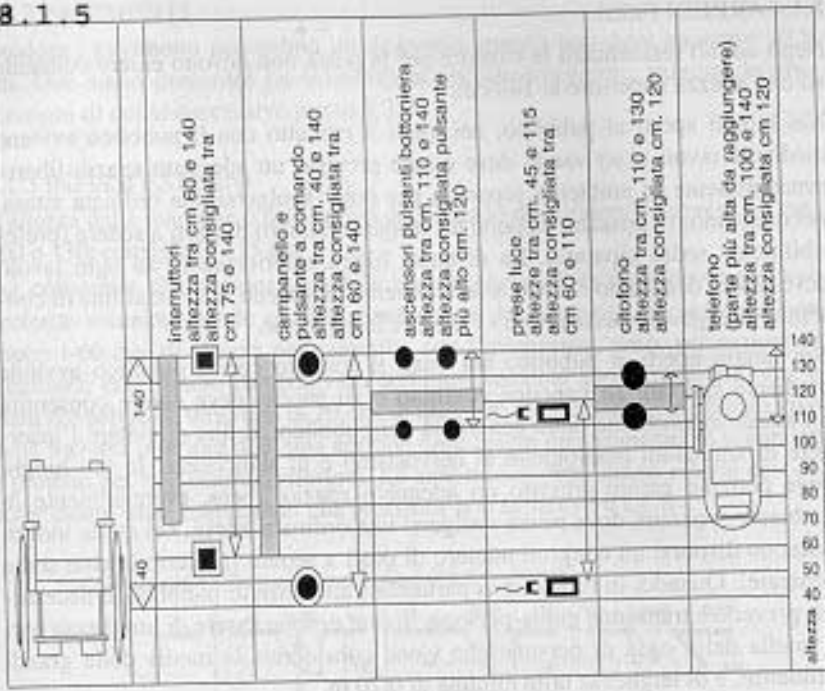 8.1.5
interruttori
altezza tra cm 60 e 140
altezza consigliata tra
cm 75 e 140
campanello e
pulsante a comando
altezza tra cm. 40 e 140
altezza consigliata tra
cm 60 e 140
ascensori pulsanti bottoniera
altezza tra cm. 110 e 140
altezza consigliata pulsante
più alto cm 120
prese luce
altezze tra cm. 45 e 115
altezza consigliata tra
cm 60 e 110
citofono
altezza tra cm. 110 e 130
altezza consigliata cm. 120
telefono
(parte più alta da raggiungere)
altezza tra cm. 100 e 140
altezza consigliata cm 120
140
40
altezza 40 50 60 70 80 90 100 110 120 130 140